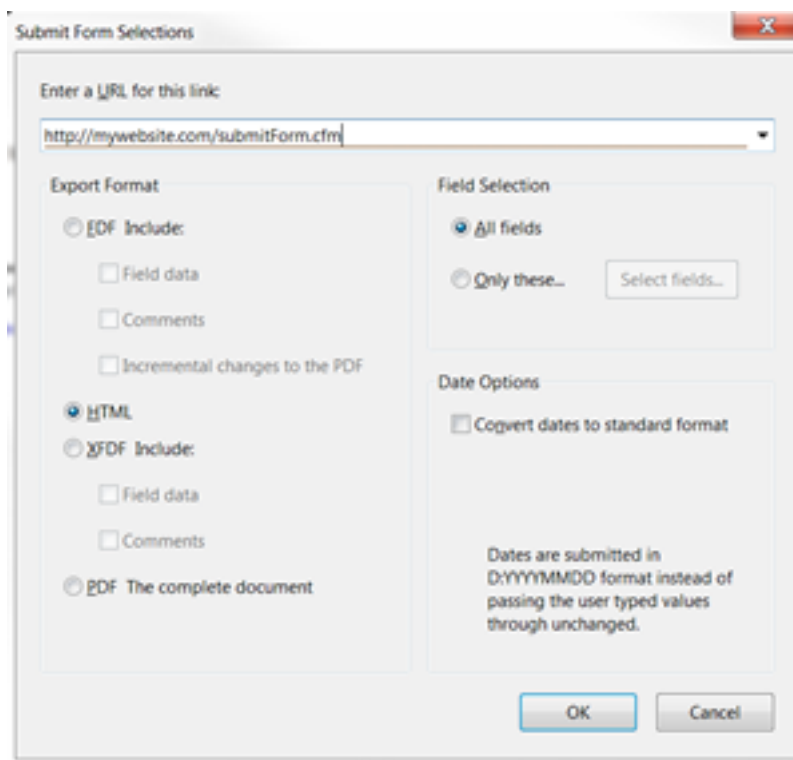 Submit Form Selections
Enter a URL for this link:
http://mywebsite.com/submitForm.cfm
Export Format
FDF Include:
Field data
Comments
Incremental changes to the PDF
HTML
XFDF Include:
Field data
Comments
PDF The complete document
Field Selection
All fields
Only these...
Select fields...
Date Options
Convert dates to standard format
Dates are submitted in
D:YYYYMMDD format instead of
passing the user typed values
through unchanged.
OK
Cancel